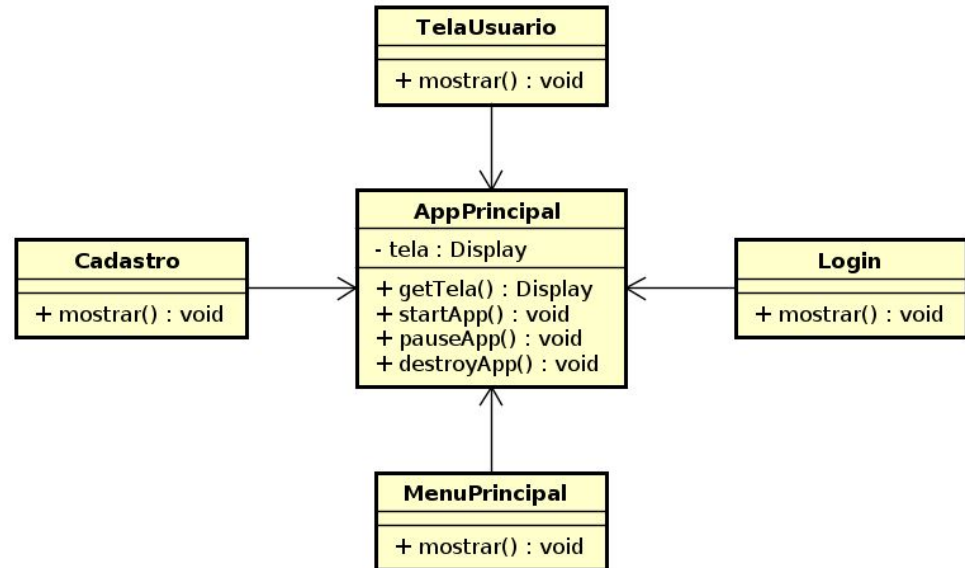 TelaUsuario
+ mostrar() : void
AppPrincipal
- tela : Display
+ getTela() : Display
+ startApp() : void
+ pauseApp() : void
+ destroyApp() : void
Cadastro
+ mostrar() : void
Login
+ mostrar() : void
MenuPrincipal
+ mostrar() : void